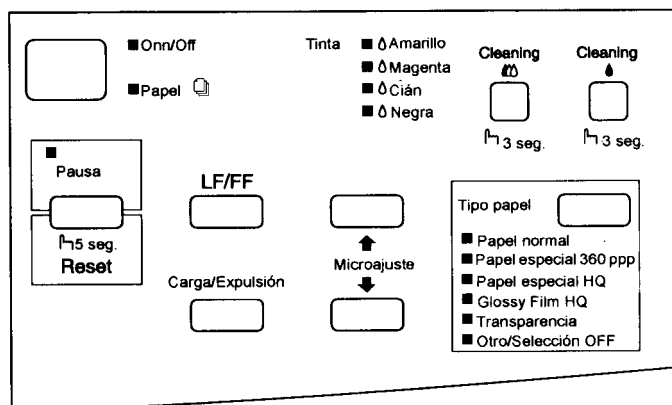 Onn/Off
Papel
Tinta
Amarillo
Magenta
Cián
Negra
Cleaning
3 seg.
Cleaning
3 seg.
Pausa
5 seg.
Reset
LF/FF
Carga/Expulsión
Microajuste
Tipo papel
Papel normal
Papel especial 360 ppp
Papel especial HQ
Glossy Film HQ
Transparencia
Otro/Selección OFF